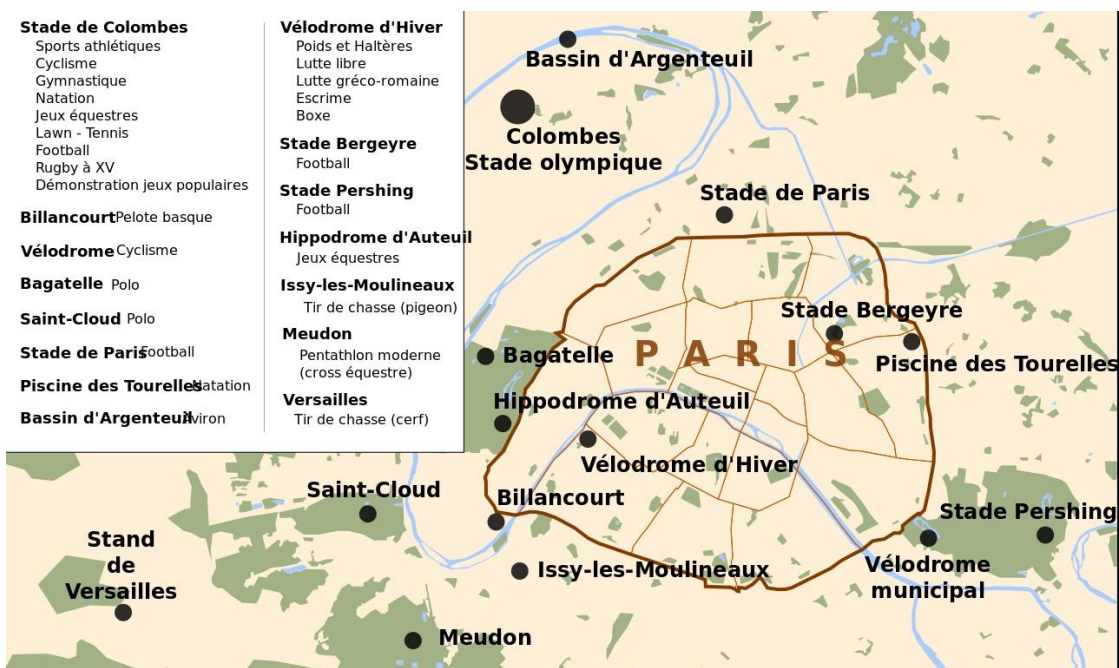 Stade de Colombes
Sports athlétiques
Cyclisme
Gymnastique
Natation
Jeux équestres
Lawn - Tennis
Football
Rugby à XV
Démonstration jeux populaires
Billancourt Pelote basque
Vélodrome Cyclisme
Bagatelle Polo
Saint-Cloud Polo
Stade de Paris Football
Piscine des Tourelles Natation
Bassin d'Argenteuil Aviron
Vélodrome d'Hiver
Poids et Haltères
Lutte libre
Lutte gréco-romaine
Escrime
Boxe
Stade Bergeyre
Football
Stade Pershing
Football
Hippodrome d'Auteuil
Jeux équestres
Issy-les-Moulineaux
Tir de chasse (pigeon)
Meudon
Pentathlon moderne
(cross équestre)
Versailles
Tir de chasse (cerf)
Bassin d'Argenteuil
Colombes
Stade olympique
Stade de Paris
Stade Bergeyre
PARIS
Bagatelle
Piscine des Tourelles
Hippodrome d'Auteuil
Vélodrome d'Hiver
Saint-Cloud
Billancourt
Stade Pershing
Stand
de
Versailles
Issy-les-Moulineaux
Vélodrome
municipal
Meudon